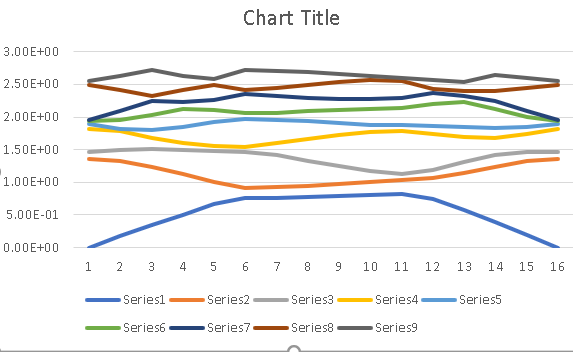 Chart Title
3.00E+00
2.50E+00
2.00E+00
1.50E+00
1.00E+00
5.00E-01
0.00E+00
1 2 3 4 5 6 7 8 9 10 11 12 13 14 15 16
Series1 Series2 Series3 Series4 Series5
Series6 Series7 Series8 Series9